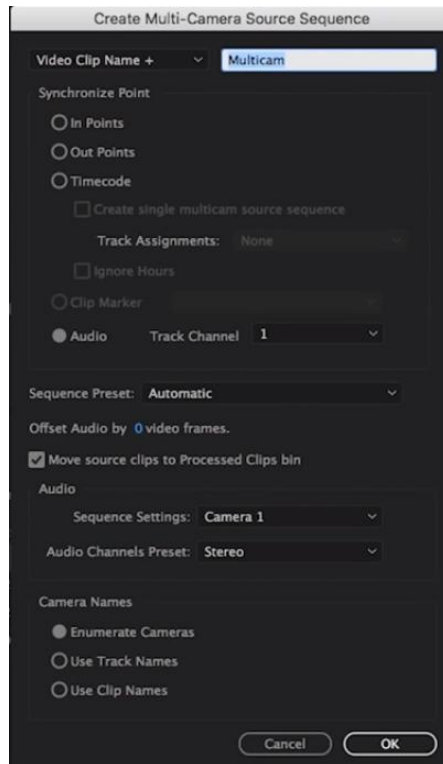 Create Multi-Camera Source Sequence
Video Clip Name + Multicam
Synchronize Point
In Points
Out Points
Timecode
Create single multicam source sequence
Track Assignments: None
Ignore Hours
Clip Marker
Audio Track Channel 1
Sequence Preset: Automatic
Offset Audio by 0 video frames.
Move source clips to Processed Clips bin
Audio
Sequence Settings: Camera 1
Audio Channels Preset: Stereo
Camera Names
Enumerate Cameras
Use Track Names
Use Clip Names
Cancel OK